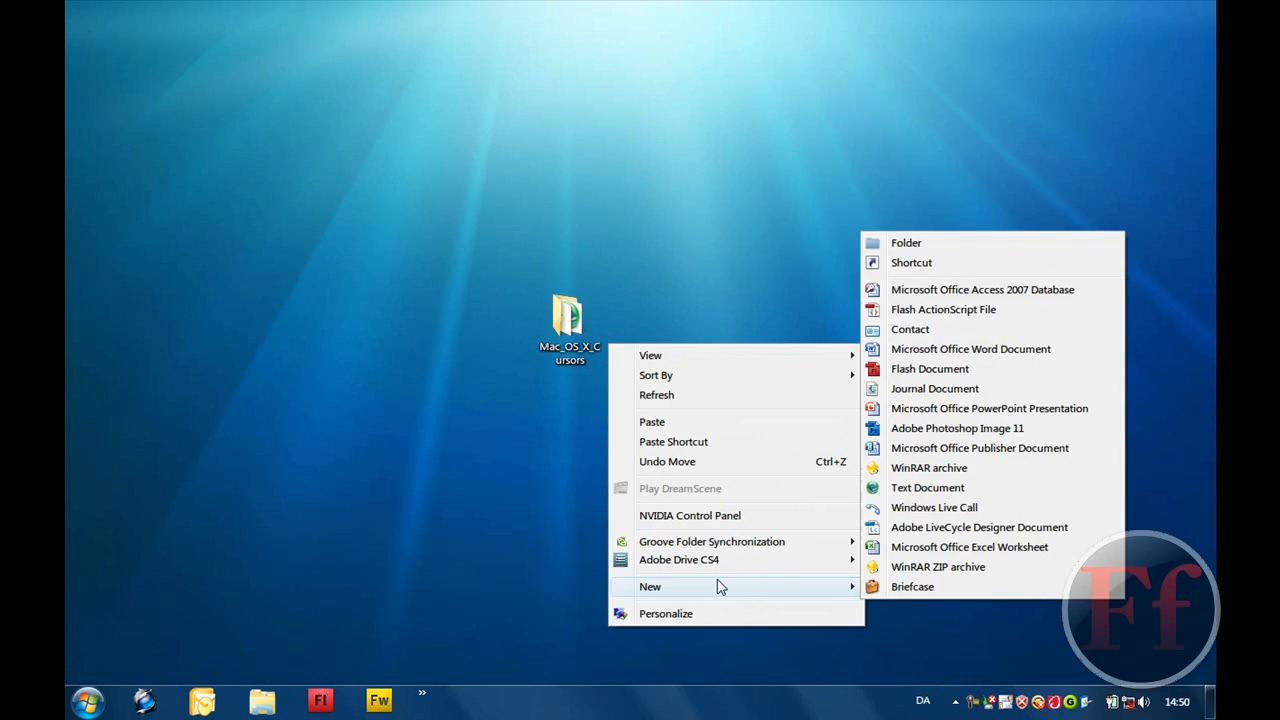 Mac_OS_X_C
ursors
View
Sort By
Refresh
Paste
Paste Shortcut
Undo Move Ctrl+Z
Play DreamScene
NVIDIA Control Panel
Groove Folder Synchronization
Adobe Drive CS4
New
Personalize
Folder
Shortcut
Microsoft Office Access 2007 Database
Flash ActionScript File
Contact
Microsoft Office Word Document
Flash Document
Journal Document
Microsoft Office PowerPoint Presentation
Adobe Photoshop Image 11
Microsoft Office Publisher Document
WinRAR archive
Text Document
Windows Live Call
Adobe LiveCycle Designer Document
Microsoft Office Excel Worksheet
WinRAR ZIP archive
Briefcase
Ff
Fl
Fw
»
DA
14:50